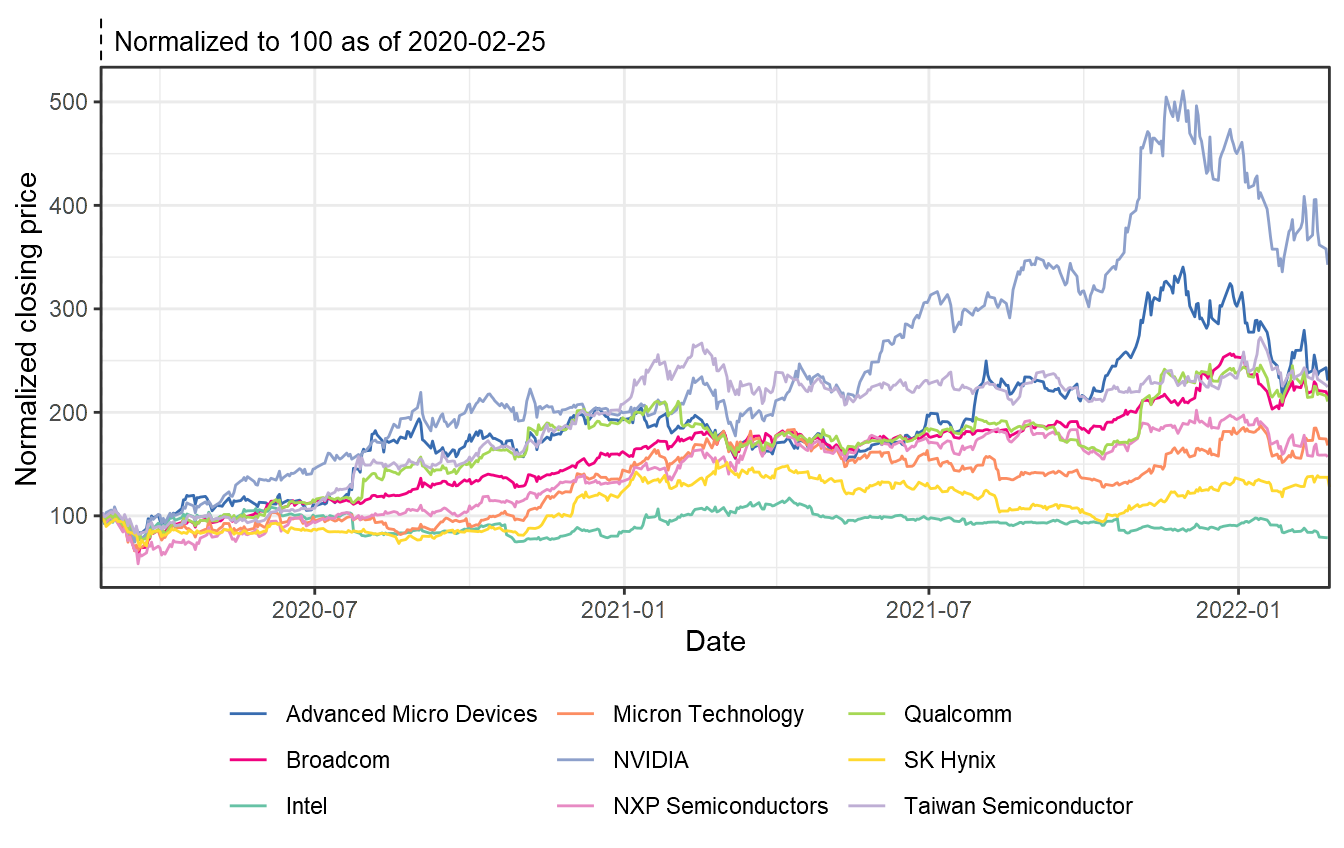 Normalized to 100 as of 2020-02-25
Normalized closing price
500
400
300
200
100
2020-07 2021-01 2021-07 2022-01
Date
Advanced Micro Devices Micron Technology Qualcomm
Broadcom NVIDIA SK Hynix
Intel NXP Semiconductors Taiwan Semiconductor